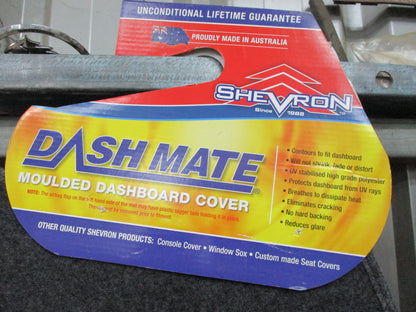 UNCONDITIONAL LIFETIME GUARANTEE
PROUDLY MADE IN AUSTRALIA
SHEVRON
Since 1988
DASH MATE
MOULDED DASHBOARD COVER
• Contours to fit dashboard
• Will not shrink, fade or distort
• UV stabilised high grade polyester
• Protects dashboard from UV rays
• Breathes to dissipate heat
• Eliminates cracking
• No hard backing
• Reduces glare
OTHER QUALITY SHEVRON PRODUCTS: Console Cover • Window Sox • Custom made Seat Covers